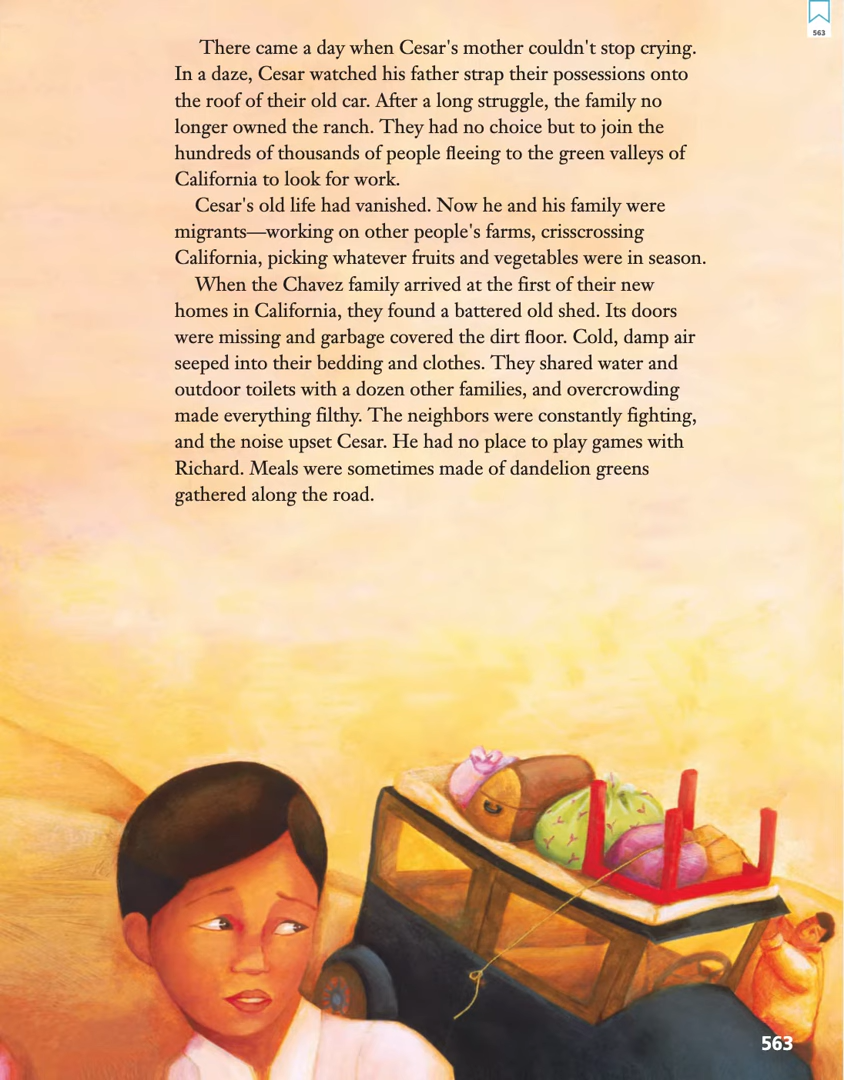 563
There came a day when Cesar's mother couldn't stop crying.
In a daze, Cesar watched his father strap their possessions onto
the roof of their old car. After a long struggle, the family no
longer owned the ranch. They had no choice but to join the
hundreds of thousands of people fleeing to the green valleys of
California to look for work.
Cesar's old life had vanished. Now he and his family were
migrants—working on other people's farms, crisscrossing
California, picking whatever fruits and vegetables were in season.
When the Chavez family arrived at the first of their new
homes in California, they found a battered old shed. Its doors
were missing and garbage covered the dirt floor. Cold, damp air
seeped into their bedding and clothes. They shared water and
outdoor toilets with a dozen other families, and overcrowding
made everything filthy. The neighbors were constantly fighting,
and the noise upset Cesar. He had no place to play games with
Richard. Meals were sometimes made of dandelion greens
gathered along the road.
563